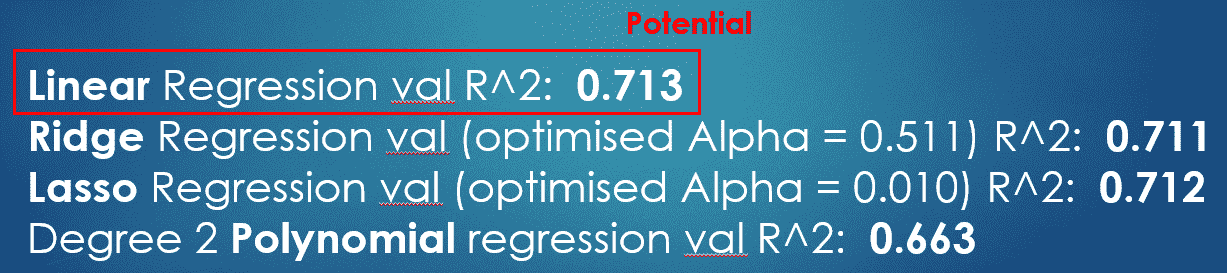 Potential
Linear Regression val R^2: 0.713
Ridge Regression val (optimised Alpha = 0.511) R^2: 0.711
Lasso Regression val (optimised Alpha = 0.010) R^2: 0.712
Degree 2 Polynomial regression val R^2: 0.663